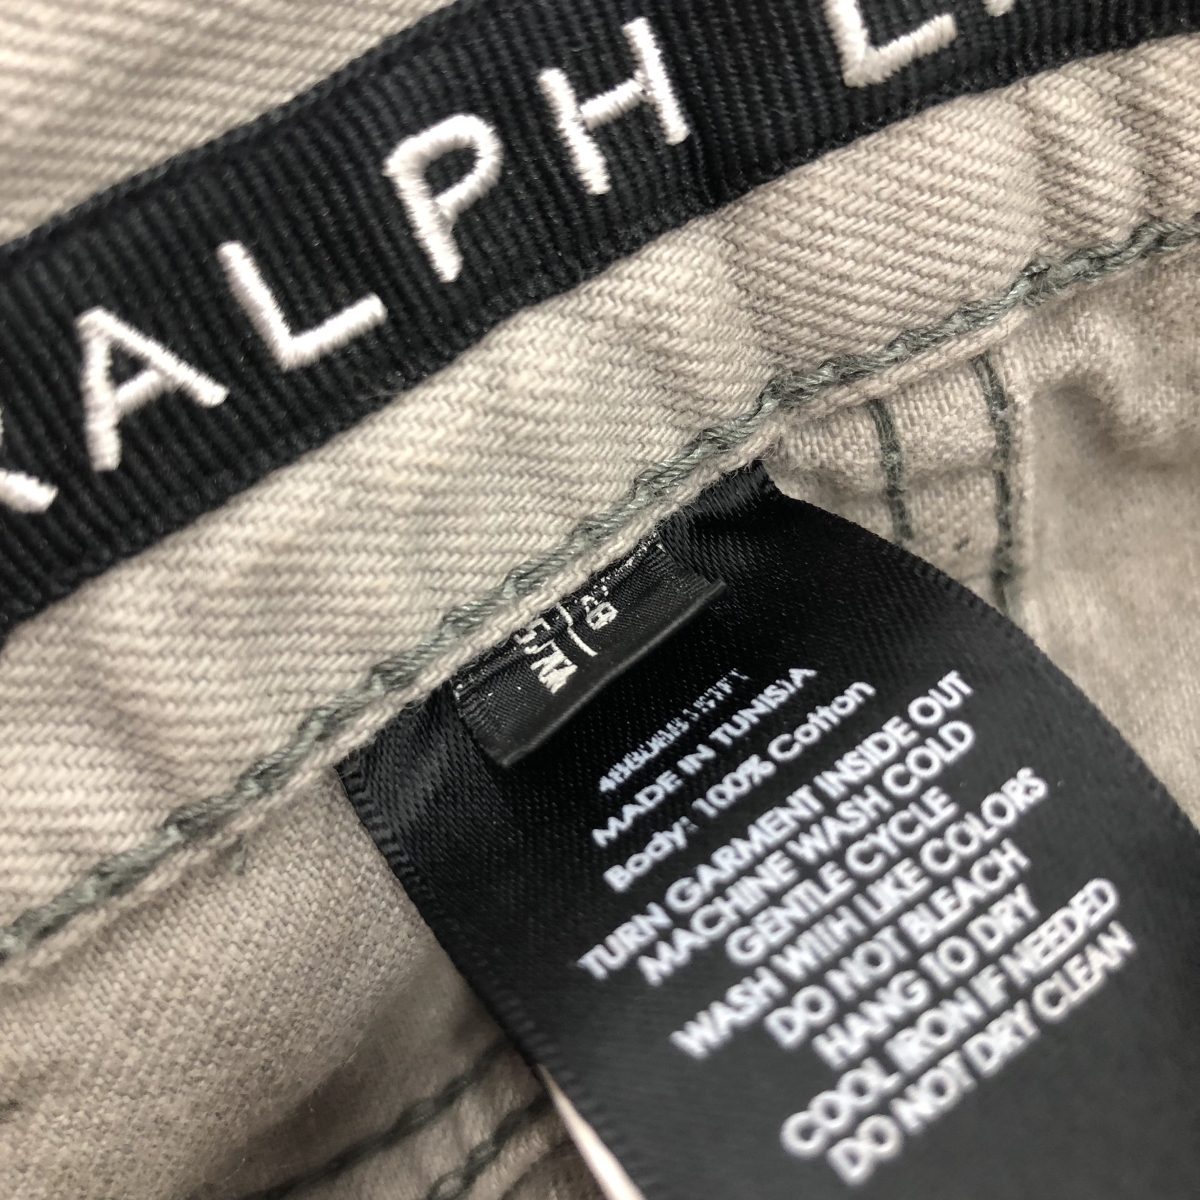 RALPH L
MADE IN TUNISIA
Body: 100% Cotton
TURN GARMENT INSIDE OUT
MACHINE WASH COLD
GENTLE CYCLE
WASH WITH LIKE COLORS
DO NOT BLEACH
HANG TO DRY
COOL IRON IF NEEDED
DO NOT DRY CLEAN